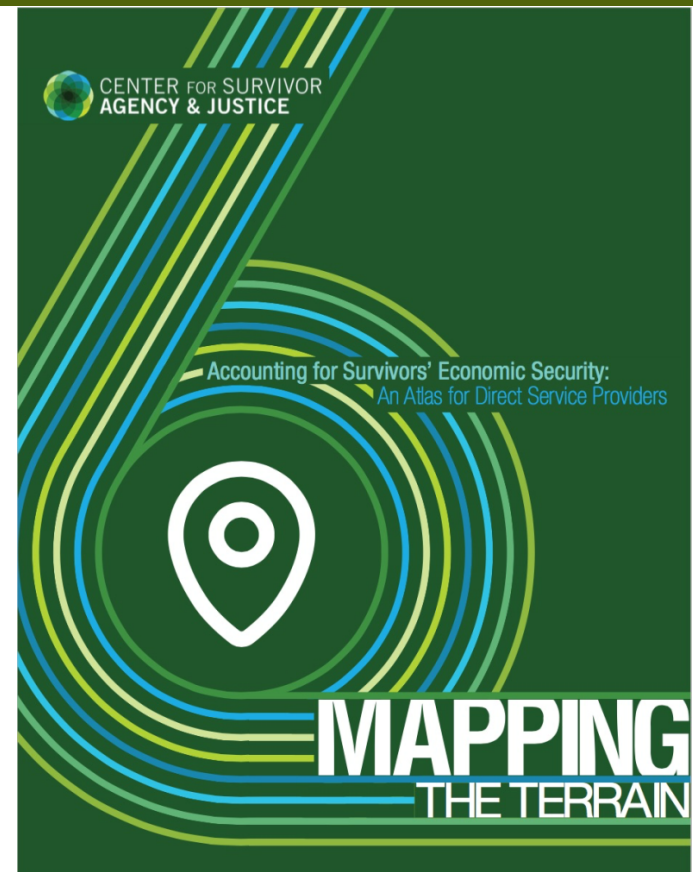 CENTER FOR SURVIVOR
AGENCY & JUSTICE
Accounting for Survivors' Economic Security:
An Atlas for Direct Service Providers
MAPPING
THE TERRAIN